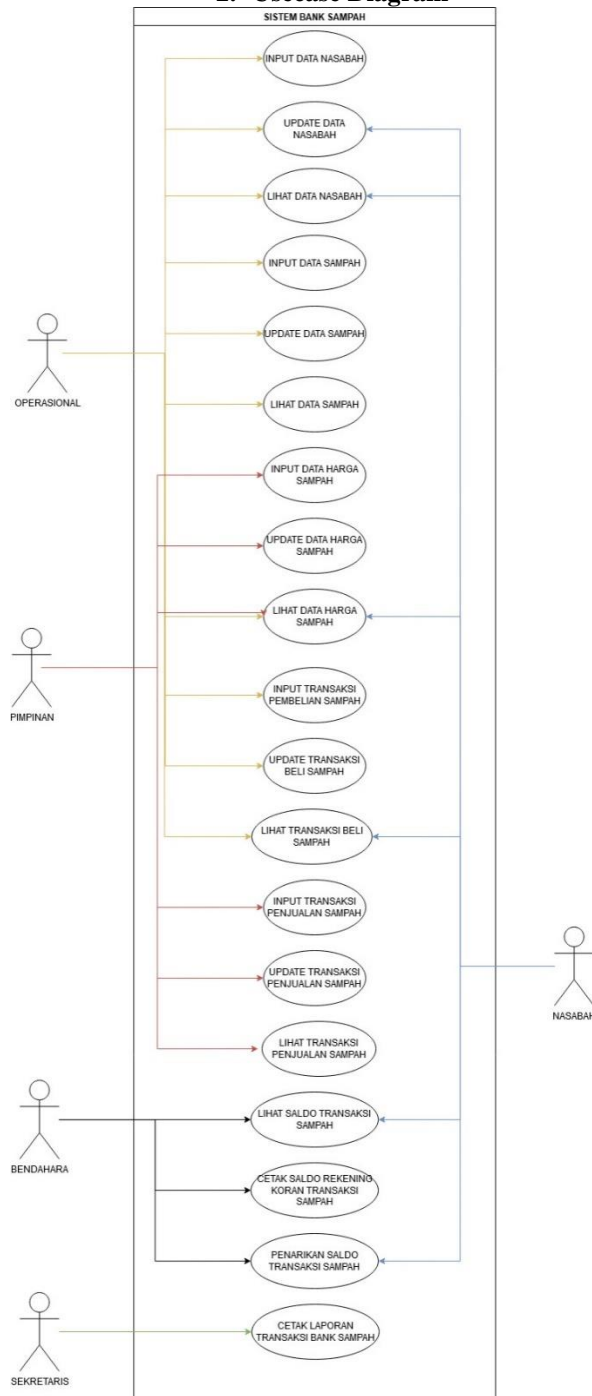 2. Usecase Diagram
SISTEM BANK SAMPAH
INPUT DATA NASABAH
UPDATE DATA
NASABAH
LIHAT DATA NASABAH
INPUT DATA SAMPAH
UPDATE DATA SAMPAH
OPERASIONAL
LIHAT DATA SAMPAH
INPUT DATA HARGA
SAMPAH
UPDATE DATA HARGA
SAMPAH
LIHAT DATA HARGA
SAMPAH
PIMPINAN
INPUT TRANSAKSI
PEMBELIAN SAMPAH
UPDATE TRANSAKSI
BELI SAMPAH
LIHAT TRANSAKSI BELI
SAMPAH
INPUT TRANSAKSI
PENJUALAN SAMPAH
UPDATE TRANSAKSI
PENJUALAN SAMPAH
NASABAH
LIHAT TRANSAKSI
PENJUALAN SAMPAH
LIHAT SALDO TRANSAKSI
SAMPAH
BENDAHARA
CETAK SALDO REKENING
KORAN TRANSAKSI
SAMPAH
PENARIKAN SALDO
TRANSAKSI SAMPAH
CETAK LAPORAN
TRANSAKSI BANK SAMPAH
SEKRETARIS